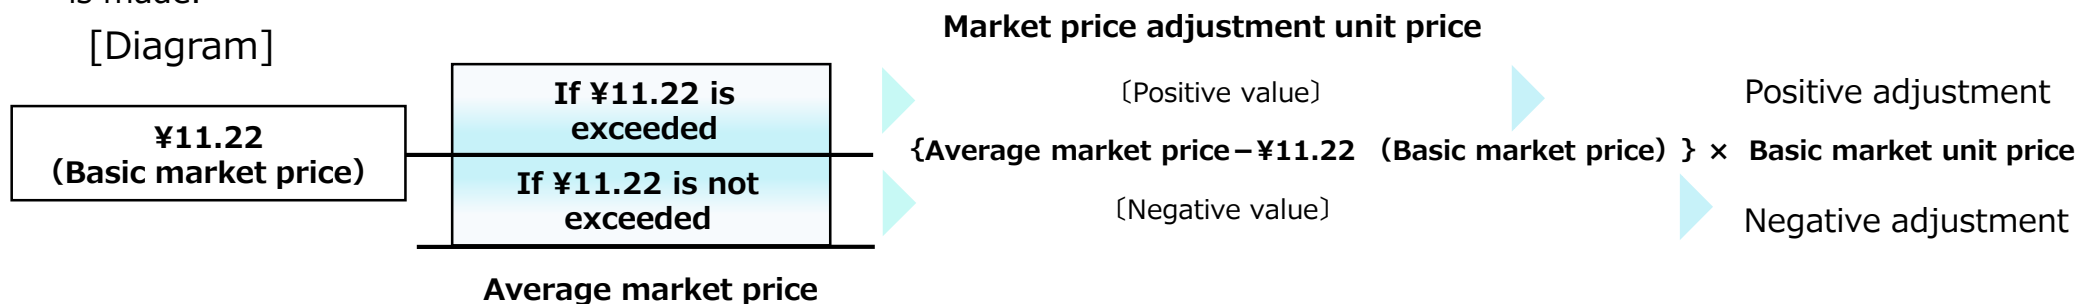 is made.
[Diagram]
Market price adjustment unit price
¥11.22
（Basic market price）
If ¥11.22 is
exceeded
If ¥11.22 is not
exceeded
Average market price
〔Positive value〕
Positive adjustment
{Average market price－¥11.22 （Basic market price）} × Basic market unit price
〔Negative value〕
Negative adjustment